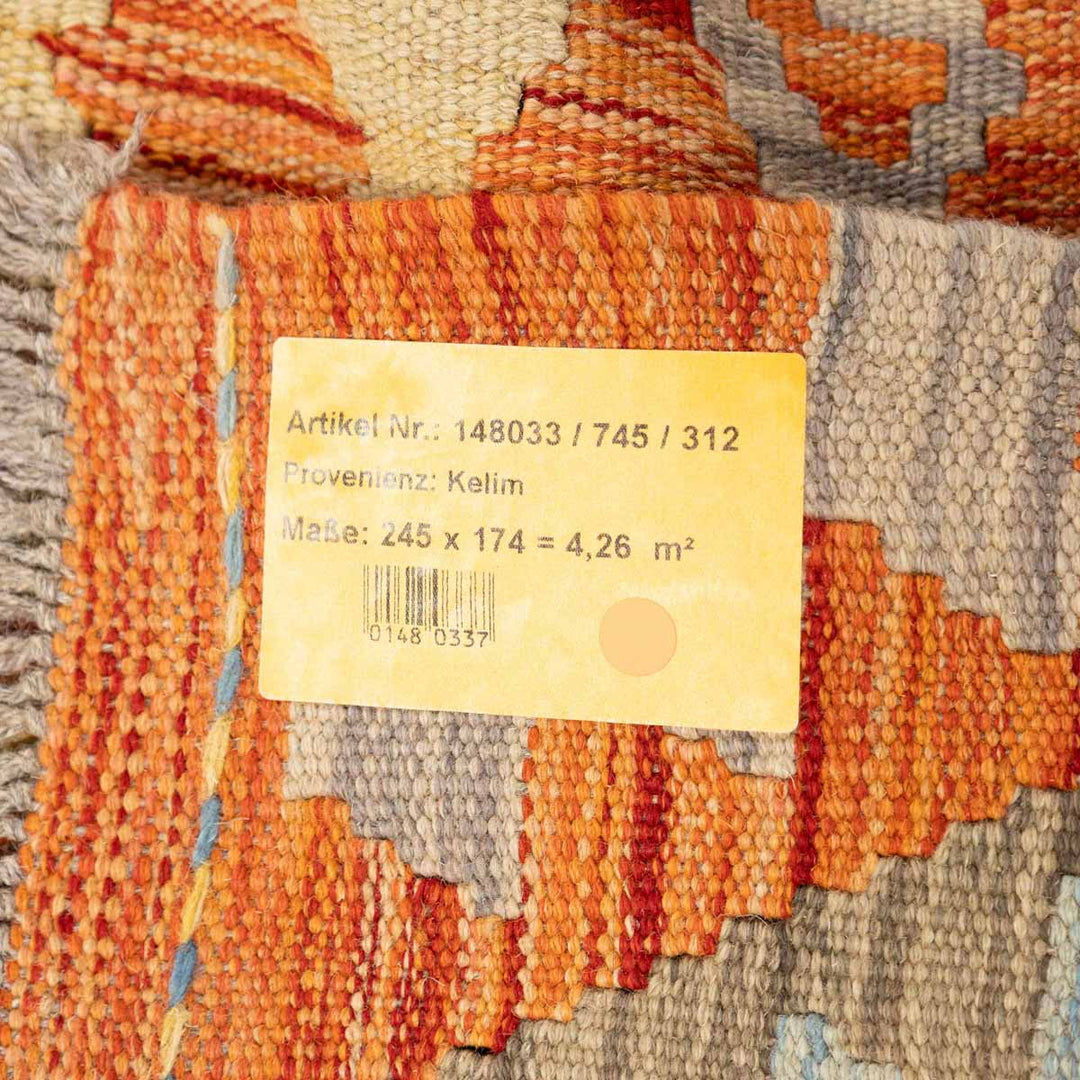 Artikel Nr.: 148033 / 745 / 312
Provenienz: Kelim
Maße: 245 x 174 = 4,26 m²
0148 0337